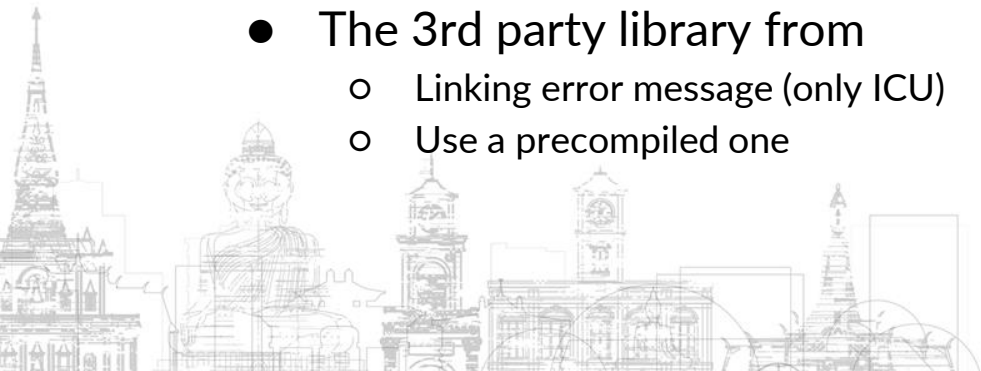 ● The 3rd party library from
○ Linking error message (only ICU)
○ Use a precompiled one